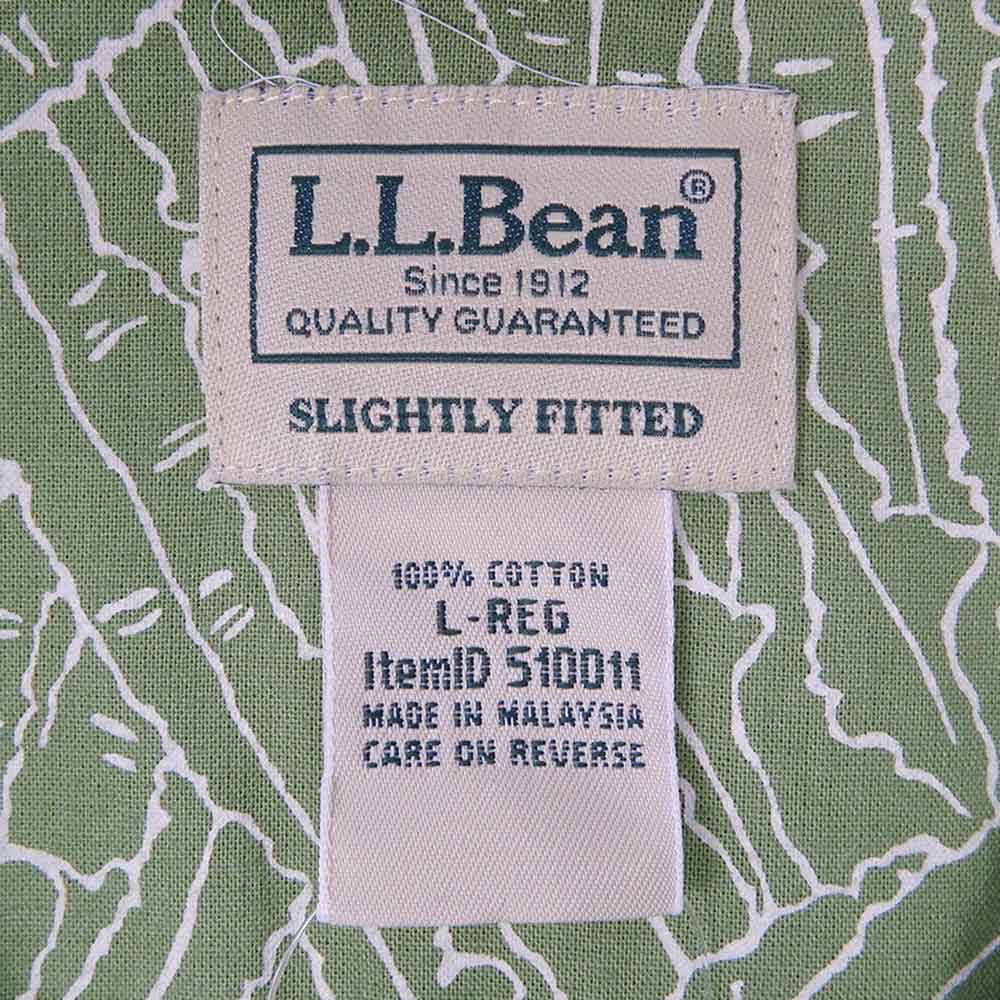 L.L.Bean®
Since 1912
QUALITY GUARANTEED
SLIGHTLY FITTED
100% COTTON
L-REG
ItemID 510011
MADE IN MALAYSIA
CARE ON REVERSE